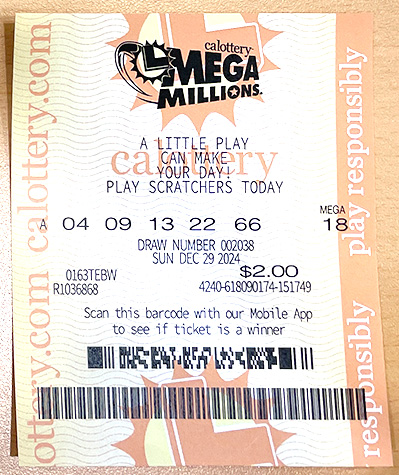 calottery
MEGA
MILLIONS
A LITTLE PLAY
CAN MAKE
YOUR DAY!
PLAY SCRATCHERS TODAY
calottery
A 04 09 13 22 66 MEGA 18
DRAW NUMBER 002038
SUN DEC 29 2024
$2.00
0163TEBW
R1036868 4240-618090174-151749
Scan this barcode with our Mobile App
to see if ticket is a winner
ottery.com calottery.com
play responsibly
responsibly